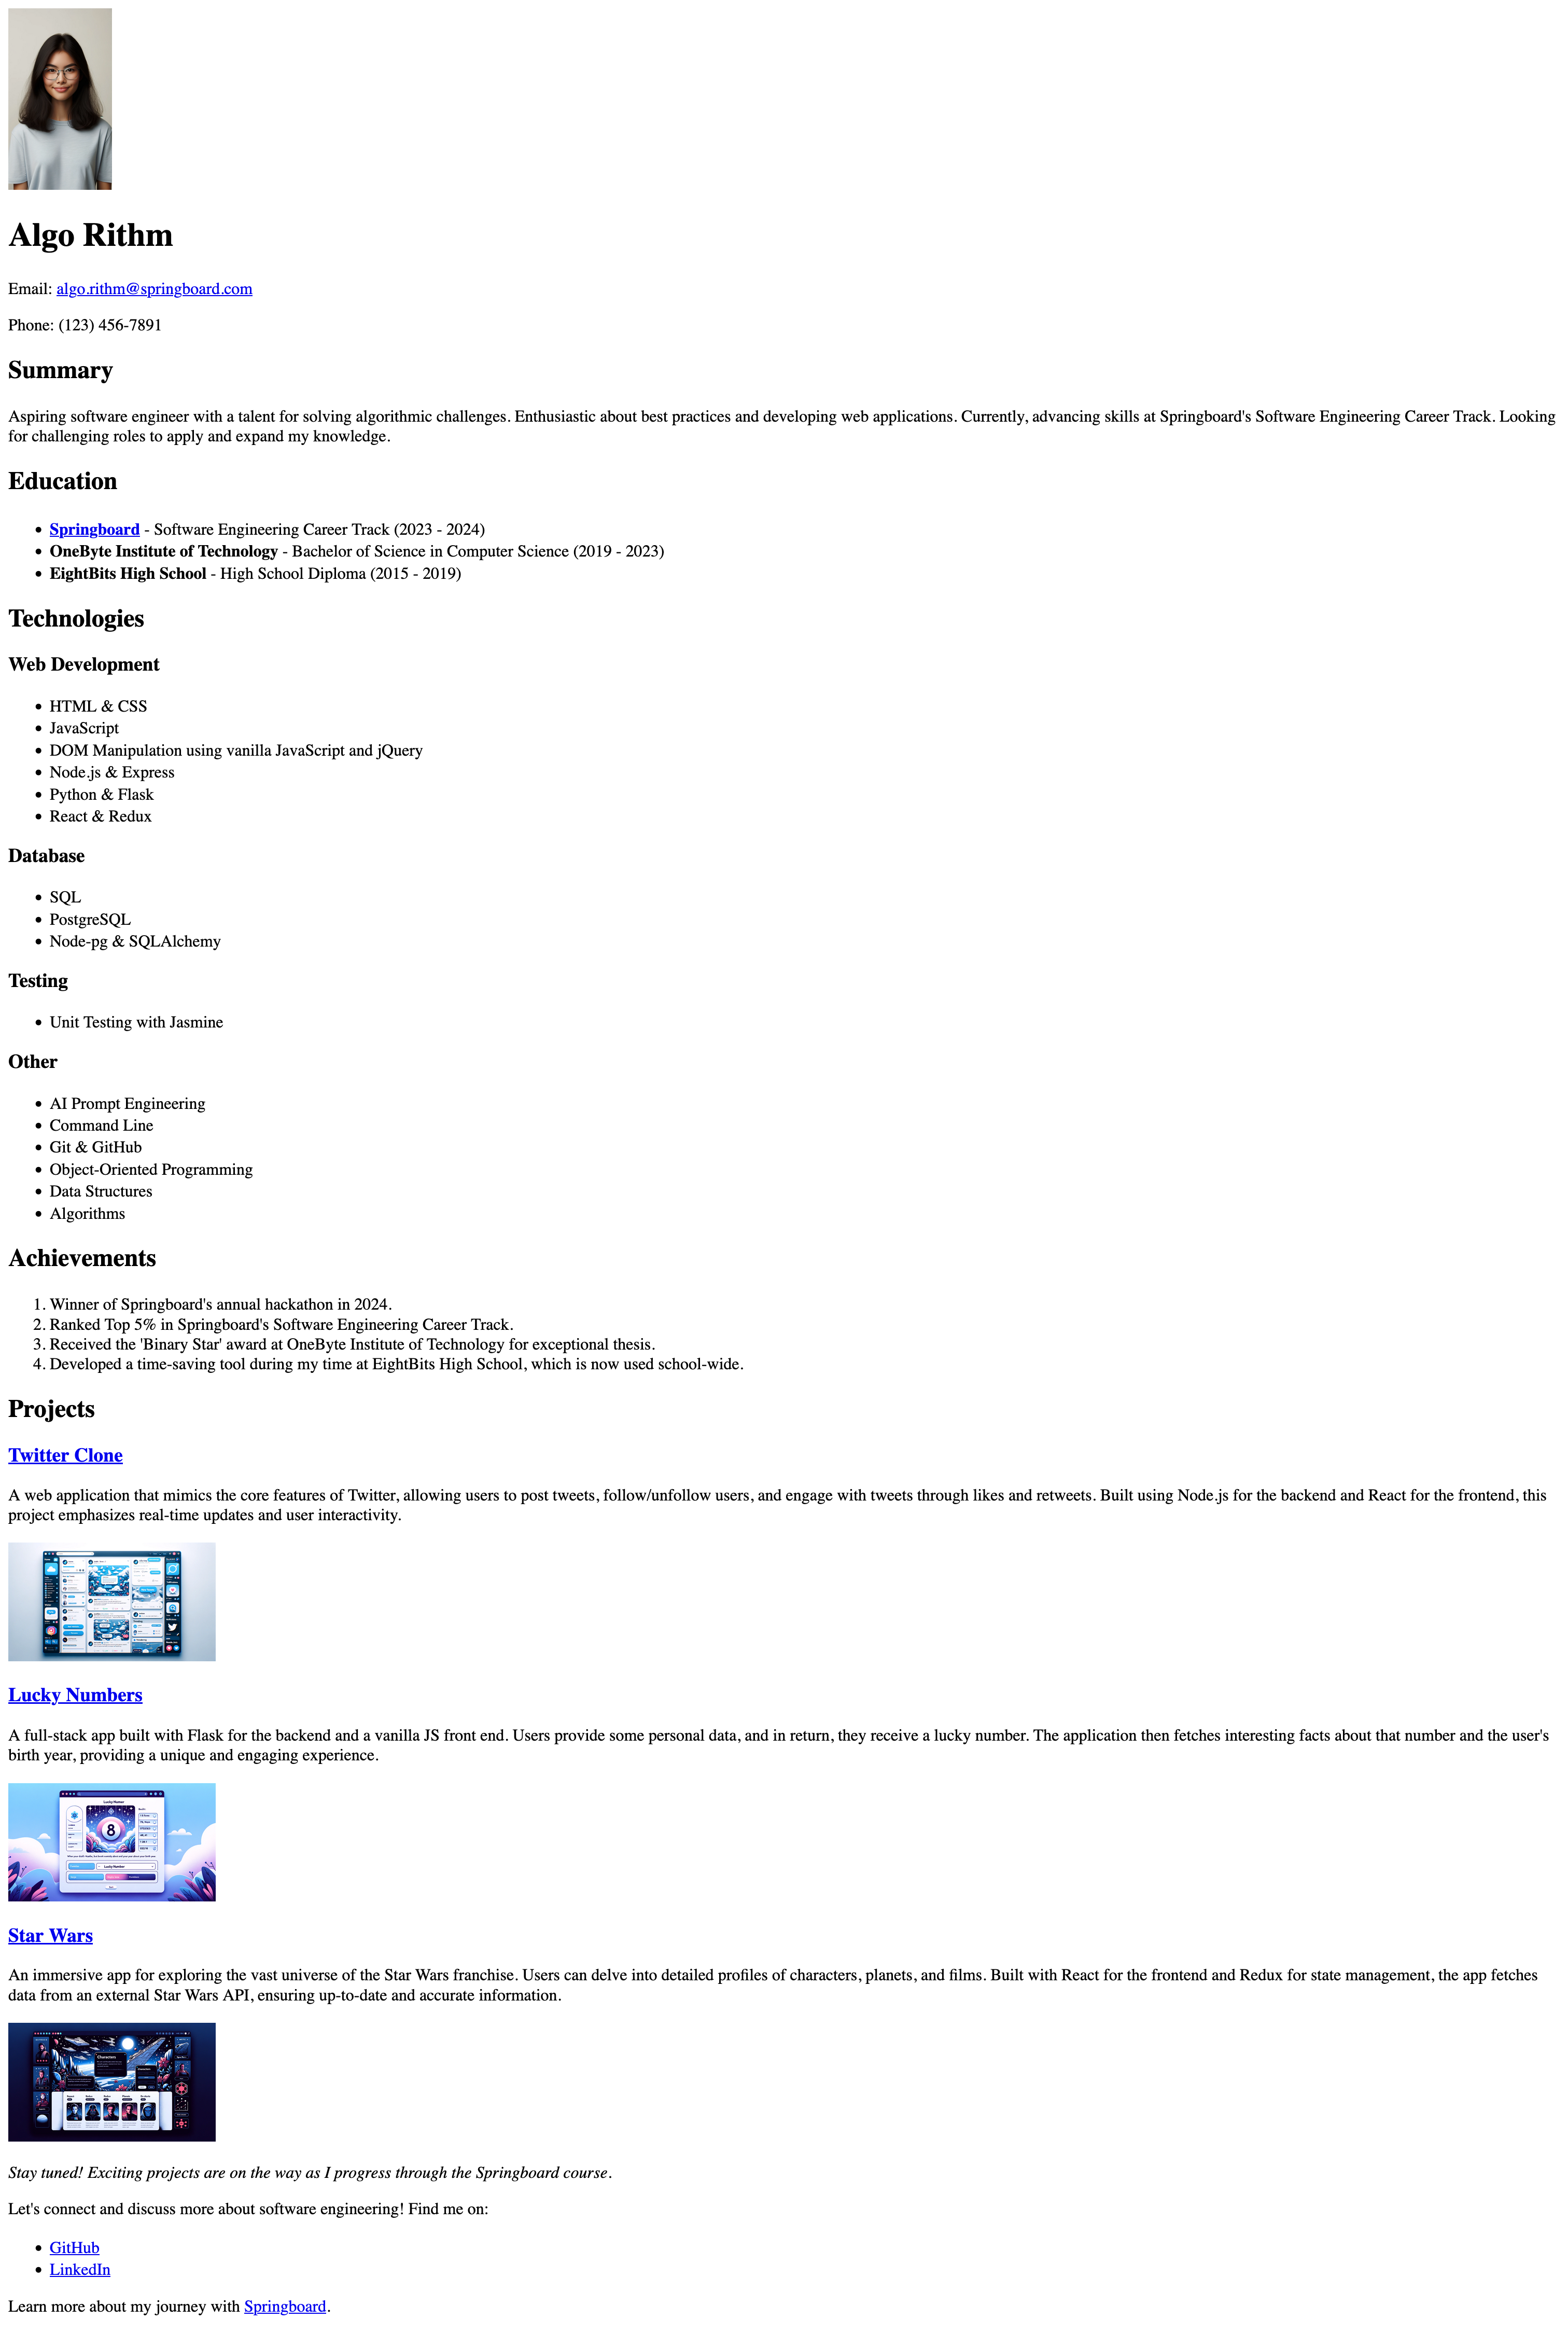 Algo Rithm
Email: algo.rithm@springboard.com
Phone: (123) 456-7891
Summary
Aspiring software engineer with a talent for solving algorithmic challenges. Enthusiastic about best practices and developing web applications. Currently, advancing skills at Springboard's Software Engineering Career Track. Looking
for challenging roles to apply and expand my knowledge.
Education
• Springboard - Software Engineering Career Track (2023 - 2024)
• OneByte Institute of Technology - Bachelor of Science in Computer Science (2019 - 2023)
• EightBits High School - High School Diploma (2015 - 2019)
Technologies
Web Development
• HTML & CSS
• JavaScript
• DOM Manipulation using vanilla JavaScript and jQuery
• Node.js & Express
• Python & Flask
• React & Redux
Database
• SQL
• PostgreSQL
• Node-pg & SQLAlchemy
Testing
• Unit Testing with Jasmine
Other
• AI Prompt Engineering
• Command Line
• Git & GitHub
• Object-Oriented Programming
• Data Structures
• Algorithms
Achievements
1. Winner of Springboard's annual hackathon in 2024.
2. Ranked Top 5% in Springboard's Software Engineering Career Track.
3. Received the 'Binary Star' award at OneByte Institute of Technology for exceptional thesis.
4. Developed a time-saving tool during my time at EightBits High School, which is now used school-wide.
Projects
Twitter Clone
A web application that mimics the core features of Twitter, allowing users to post tweets, follow/unfollow users, and engage with tweets through likes and retweets. Built using Node.js for the backend and React for the frontend, this
project emphasizes real-time updates and user interactivity.
Lucky Numbers
A full-stack app built with Flask for the backend and a vanilla JS front end. Users provide some personal data, and in return, they receive a lucky number. The application then fetches interesting facts about that number and the user's
birth year, providing a unique and engaging experience.
8
Lucky Number
Star Wars
An immersive app for exploring the vast universe of the Star Wars franchise. Users can delve into detailed profiles of characters, planets, and films. Built with React for the frontend and Redux for state management, the app fetches
data from an external Star Wars API, ensuring up-to-date and accurate information.
Characters
Stay tuned! Exciting projects are on the way as I progress through the Springboard course.
Let's connect and discuss more about software engineering! Find me on:
• GitHub
• LinkedIn
Learn more about my journey with Springboard.